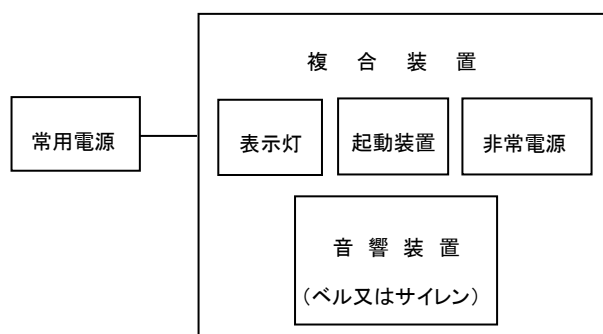 複合装置
常用電源
表示灯
起動装置
非常電源
音響装置
(ベル又はサイレン)